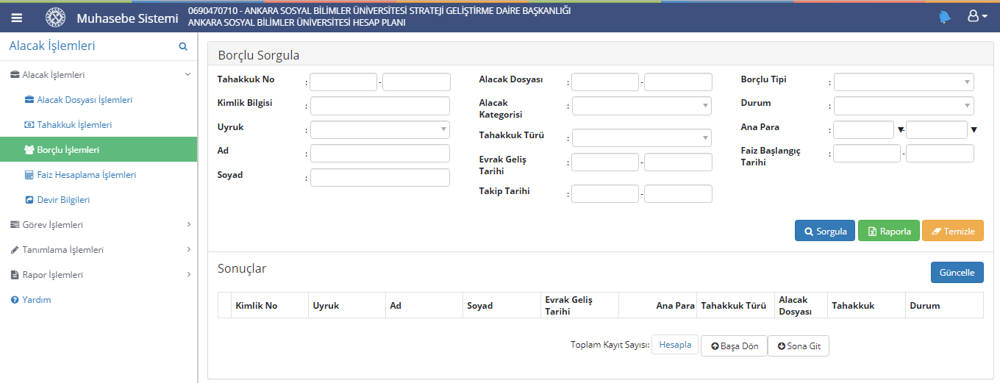 Muhasebe Sistemi
0690470710 - ANKARA SOSYAL BİLİMLER ÜNİVERSİTESİ STRATEJİ GELİŞTİRME DAİRE BAŞKANLIĞI
ANKARA SOSYAL BİLİMLER ÜNİVERSİTESİ HESAP PLANI
Alacak İşlemleri
Alacak İşlemleri
Alacak Dosyası İşlemleri
Tahakkuk İşlemleri
Borçlu İşlemleri
Faiz Hesaplama İşlemleri
Devir Bilgileri
Görev İşlemleri
Tanımlama İşlemleri
Rapor İşlemleri
Yardım
Borçlu Sorgula
Tahakkuk No : -
Kimlik Bilgisi :
Uyruk :
Ad :
Soyad :
Alacak Dosyası : -
Alacak
Kategorisi :
Tahakkuk Türü :
Evrak Geliş
Tarihi : -
Takip Tarihi : -
Borçlu Tipi :
Durum :
Ana Para : -
Faiz Başlangıç
Tarihi : -
Sorgula Raporla Temizle
Sonuçlar
Güncelle
Kimlik No Uyruk Ad Soyad Evrak Geliş
Tarihi Ana Para Tahakkuk Türü Alacak
Dosyası Tahakkuk Durum
Toplam Kayıt Sayısı: Hesapla Başa Dön Sona Git